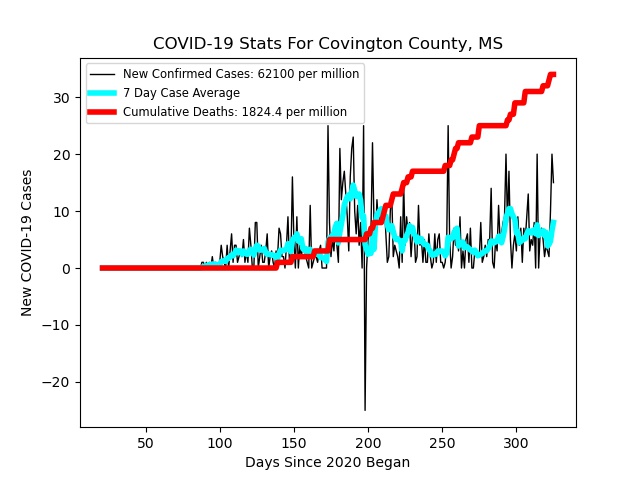 COVID-19 Stats For Covington County, MS
New Confirmed Cases: 62100 per million
7 Day Case Average
Cumulative Deaths: 1824.4 per million
New COVID-19 Cases
30
20
10
0
−10
−20
50
100
150
200
250
300
Days Since 2020 Began